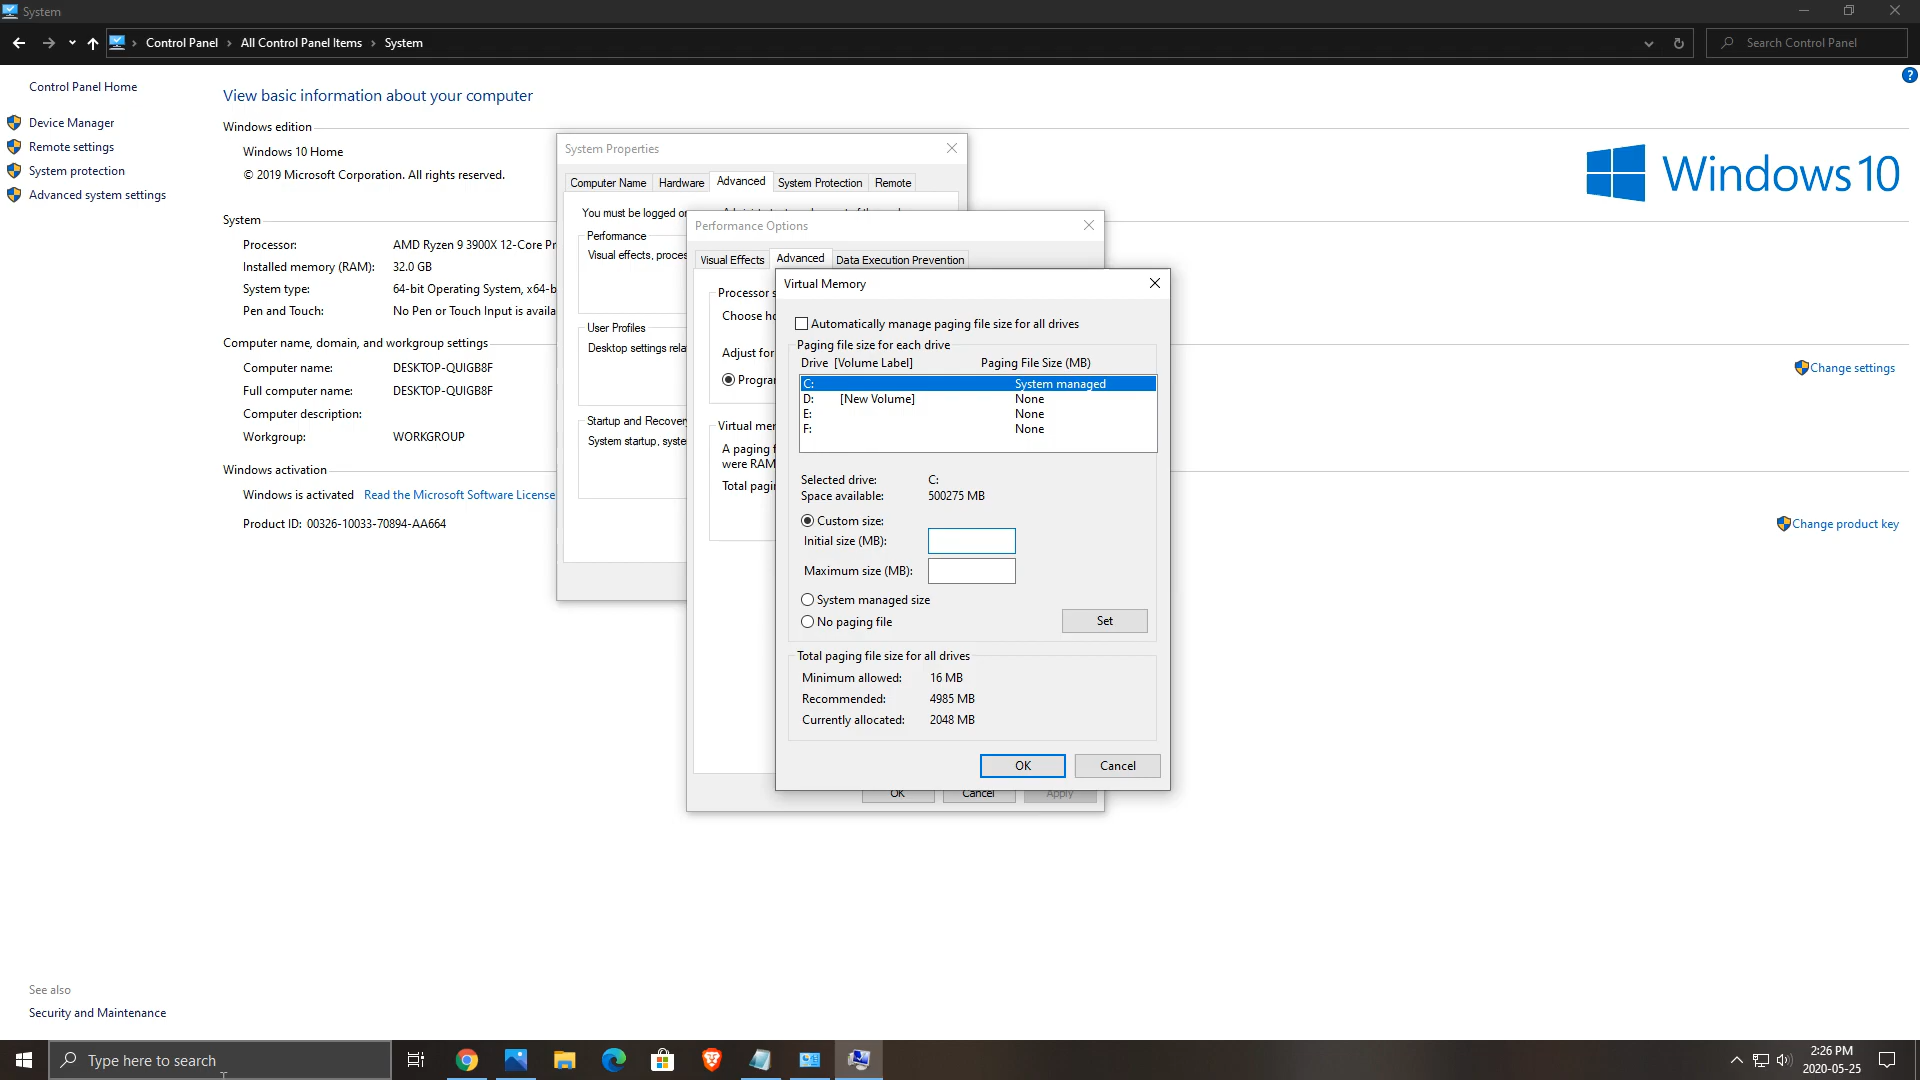 System
Control Panel > All Control Panel Items > System
Search Control Panel
Control Panel Home
Device Manager
Remote settings
System protection
Advanced system settings
View basic information about your computer
Windows edition
Windows 10 Home
© 2019 Microsoft Corporation. All rights reserved.
Windows 10
System
Processor: AMD Ryzen 9 3900X 12-Core
Installed memory (RAM): 32.0 GB
System type: 64-bit Operating System,
Pen and Touch: No Pen or Touch Input is
Computer name, domain, and workgroup settings
Computer name: DESKTOP-QUIGB8F
Full computer name: DESKTOP-QUIGB8F
Computer description:
Workgroup: WORKGROUP
Change settings
Windows activation
Windows is activated Read the Microsoft Software License
Product ID: 00326-10033-70894-AA664
Change product key
See also
Security and Maintenance
System Properties
Computer Name Hardware Advanced System Protection Remote
You must be logged
Performance
Visual effects,
User Profiles
Desktop settings
Startup and Recovery
System startup,
Performance Options
Visual Effects Advanced Data Execution Prevention
Processor
Choose
Adjust for
Virtual
A paging
were RAM
Total
OK Cancel Apply
Virtual Memory
Automatically manage paging file size for all drives
Paging file size for each drive
Drive [Volume Label] Paging File Size (MB)
C: System managed
D: [New Volume] None
E: None
F: None
Selected drive: C:
Space available: 500275 MB
Custom size:
Initial size (MB):
Maximum size (MB):
System managed size
No paging file
Set
Total paging file size for all drives
Minimum allowed: 16 MB
Recommended: 4985 MB
Currently allocated: 2048 MB
OK Cancel
Type here to search
2:26 PM
2020-05-25